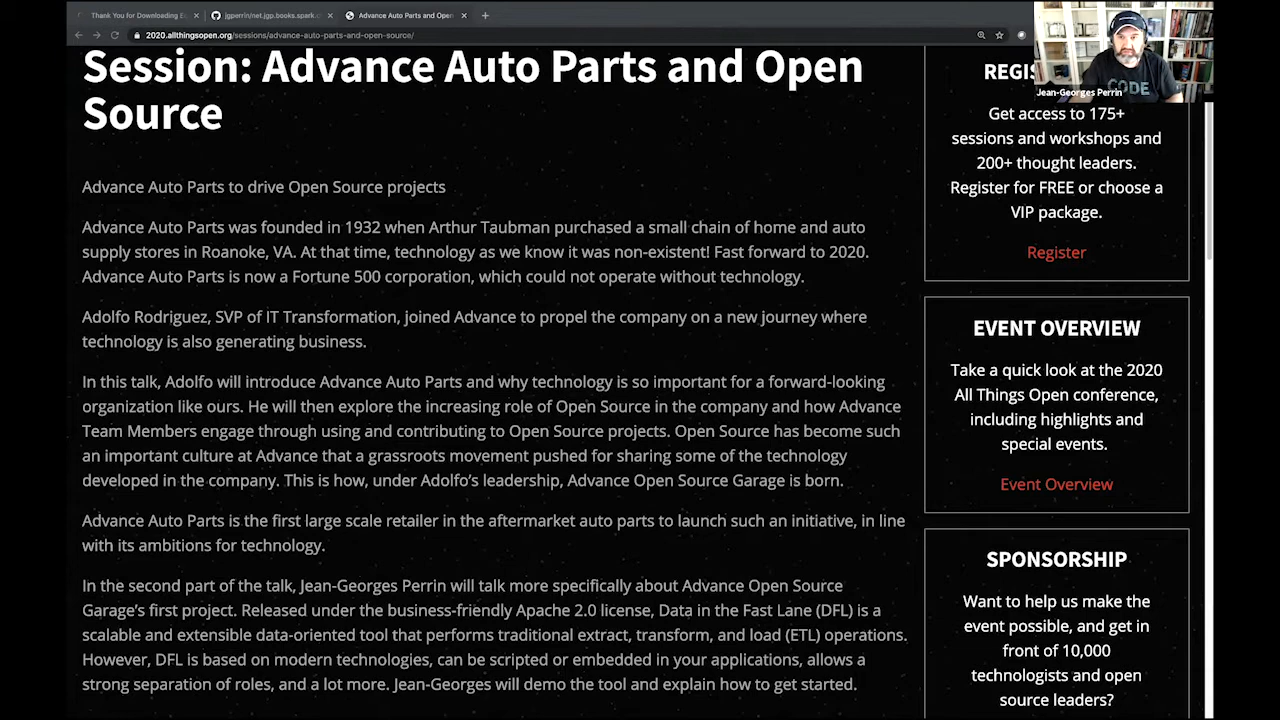 Thank You for Downloading E
jgperrin/net.jgp.books.spark.c
Advance Auto Parts and Open
2020.allthingsopen.org/sessions/advance-auto-parts-and-open-source/
Session: Advance Auto Parts and Open
Source
Advance Auto Parts to drive Open Source projects
Advance Auto Parts was founded in 1932 when Arthur Taubman purchased a small chain of home and auto
supply stores in Roanoke, VA. At that time, technology as we know it was non-existent! Fast forward to 2020.
Advance Auto Parts is now a Fortune 500 corporation, which could not operate without technology.
Adolfo Rodriguez, SVP of IT Transformation, joined Advance to propel the company on a new journey where
technology is also generating business.
In this talk, Adolfo will introduce Advance Auto Parts and why technology is so important for a forward-looking
organization like ours. He will then explore the increasing role of Open Source in the company and how Advance
Team Members engage through using and contributing to Open Source projects. Open Source has become such
an important culture at Advance that a grassroots movement pushed for sharing some of the technology
developed in the company. This is how, under Adolfo's leadership, Advance Open Source Garage is born.
Advance Auto Parts is the first large scale retailer in the aftermarket auto parts to launch such an initiative, in line
with its ambitions for technology.
In the second part of the talk, Jean-Georges Perrin will talk more specifically about Advance Open Source
Garage's first project. Released under the business-friendly Apache 2.0 license, Data in the Fast Lane (DFL) is a
scalable and extensible data-oriented tool that performs traditional extract, transform, and load (ETL) operations.
However, DFL is based on modern technologies, can be scripted or embedded in your applications, allows a
strong separation of roles, and a lot more. Jean-Georges will demo the tool and explain how to get started.
CODE
Jean-Georges Perrin
REGIS
Get access to 175+
sessions and workshops and
200+ thought leaders.
Register for FREE or choose a
VIP package.
Register
EVENT OVERVIEW
Take a quick look at the 2020
All Things Open conference,
including highlights and
special events.
Event Overview
SPONSORSHIP
Want to help us make the
event possible, and get in
front of 10,000
technologists and open
source leaders?